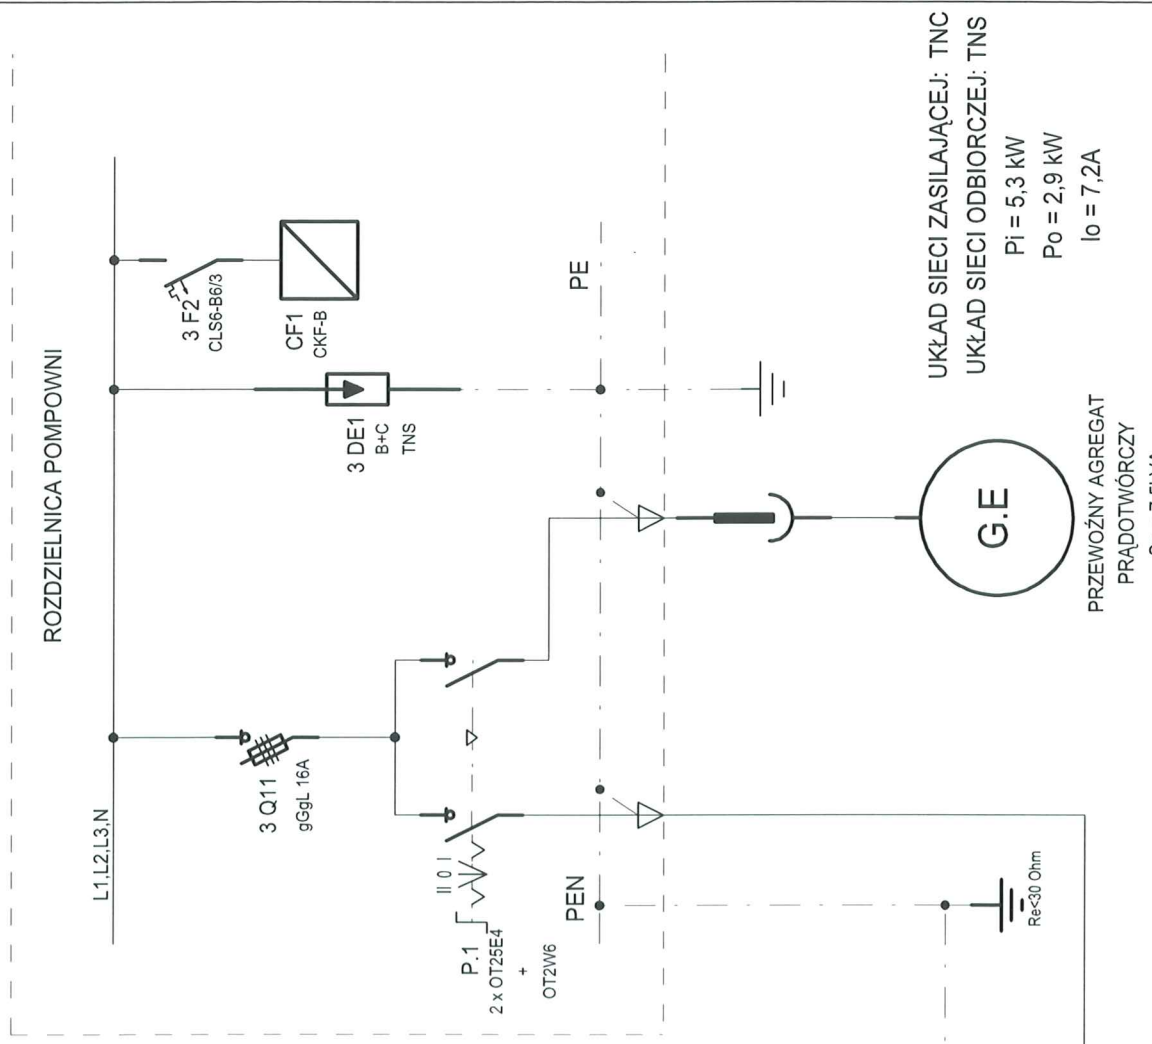 ROZDZIELNICA POMPOWNI
L1,L2,L3,N
3 F2
CLS6-B6/3
CF1
CKF-B
3 DE1
B+C
TNS
3 Q11
gGgL 16A
II 0 I
P.1
2 x OT25E4
+
OT2W6
PE
PEN
Re<30 Ohm
G.E
PRZEWOŹNY AGREGAT
PRĄDOTWÓRCZY
UKŁAD SIECI ZASILAJĄCEJ: TNC
UKŁAD SIECI ODBIORCZEJ: TNS
Pi = 5,3 kW
Po = 2,9 kW
Io = 7,2A